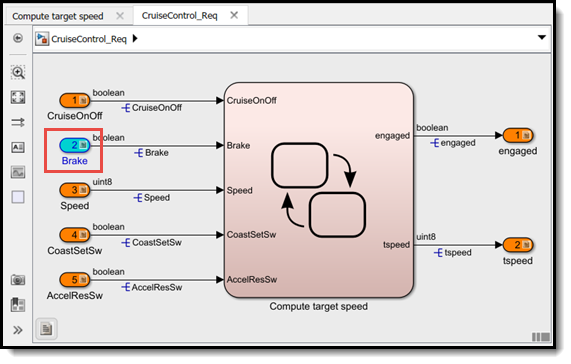 Compute target speed
CruiseControl_Req
CruiseControl_Req
1
boolean
CruiseOnOff
CruiseOnOff
CruiseOnOff
2
boolean
Brake
Brake
Brake
3
uint8
Speed
Speed
Speed
4
boolean
CoastSetSw
CoastSetSw
CoastSetSw
5
boolean
AccelResSw
AccelResSw
AccelResSw
engaged
boolean
engaged
1
engaged
tspeed
uint8
tspeed
2
tspeed
Compute target speed